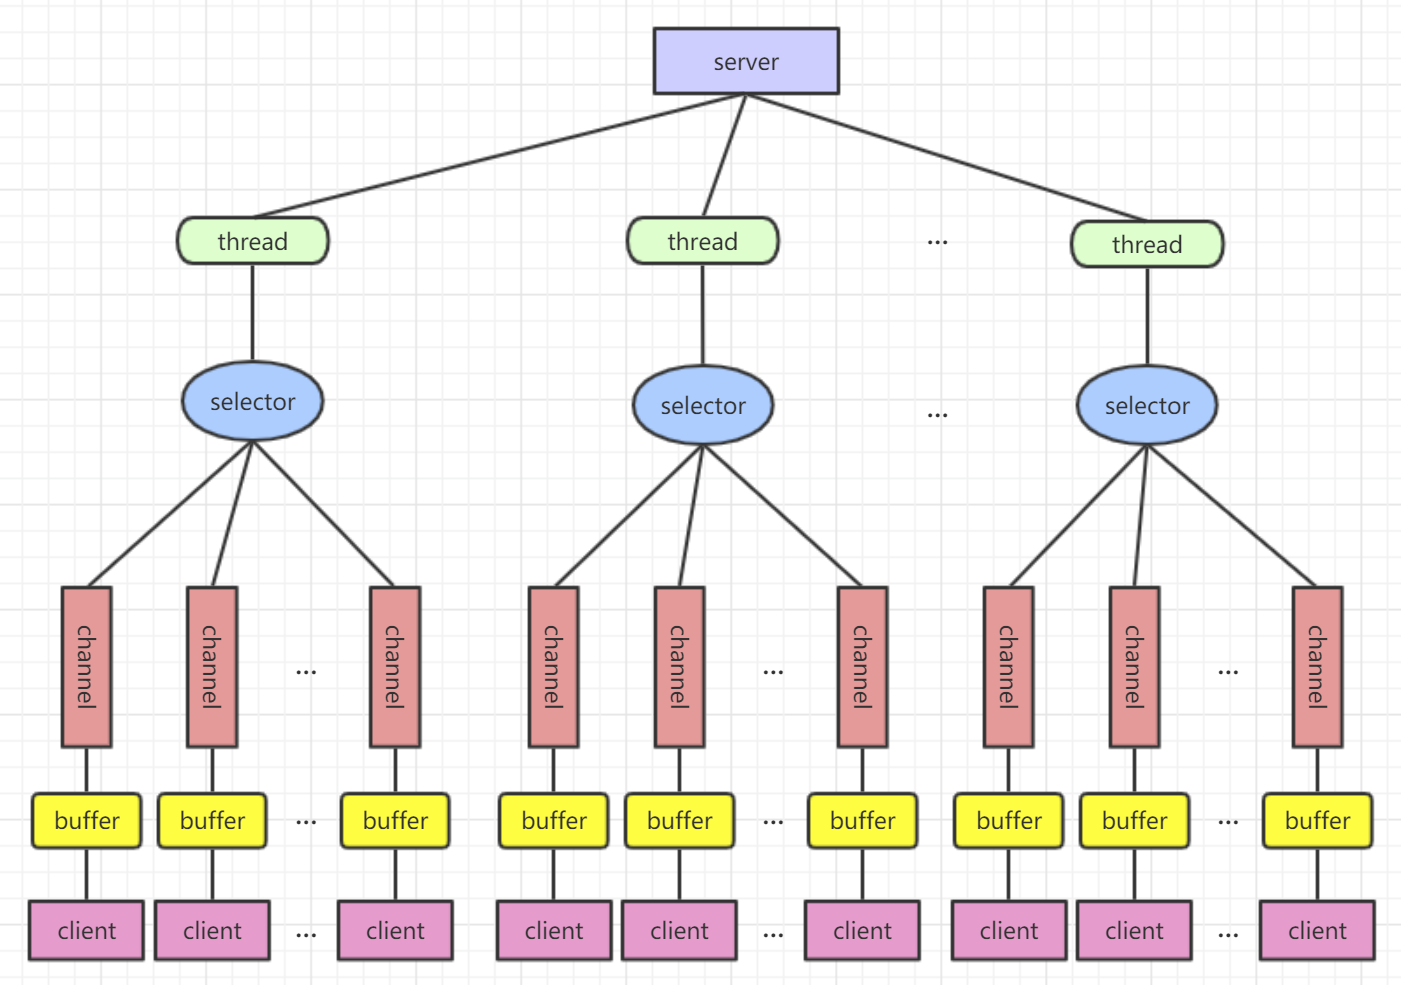 server
thread
thread
...
thread
selector
selector
...
selector
channel
channel
...
channel
channel
channel
...
channel
channel
channel
...
channel
buffer
buffer
...
buffer
buffer
buffer
...
buffer
buffer
buffer
...
buffer
client
client
...
client
client
client
...
client
client
client
...
client